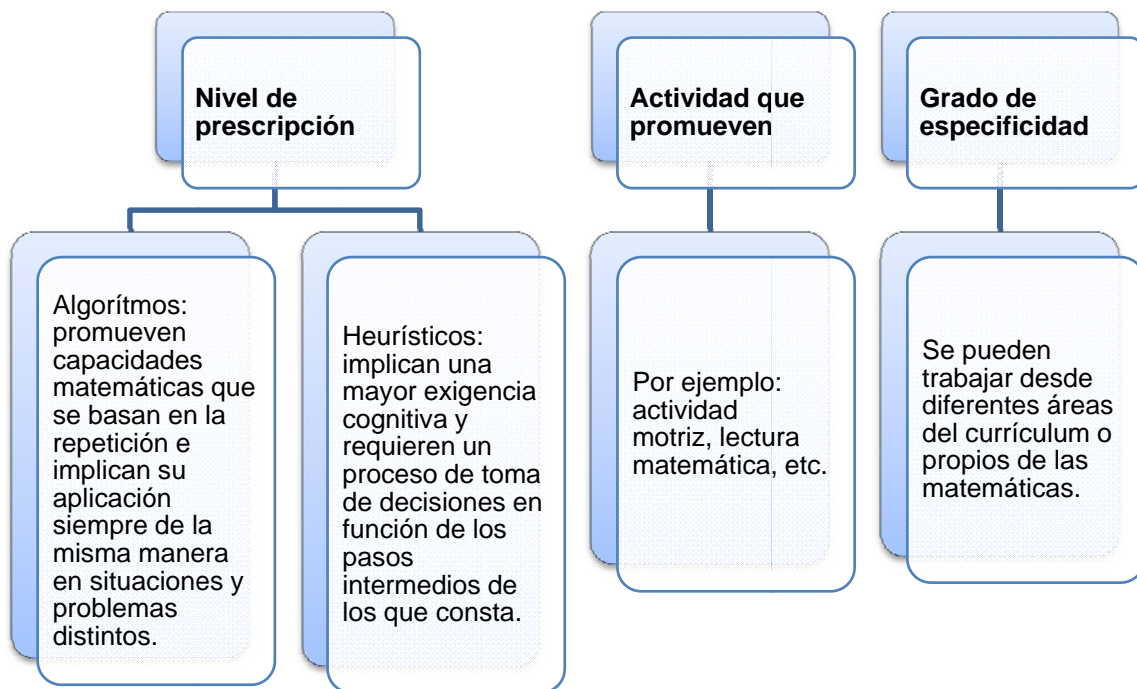 Nivel de
prescripción
Actividad que
promueven
Grado de
especificidad
Algorítmos:
promueven
capacidades
matemáticas que
se basan en la
repetición e
implican su
aplicación
siempre de la
misma manera
en situaciones y
problemas
distintos.
Heurísticos:
implican una
mayor exigencia
cognitiva y
requieren un
proceso de toma
de decisiones en
función de los
pasos
intermedios de
los que consta.
Por ejemplo:
actividad
motriz, lectura
matemática, etc.
Se pueden
trabajar desde
diferentes áreas
del currículum o
propios de las
matemáticas.